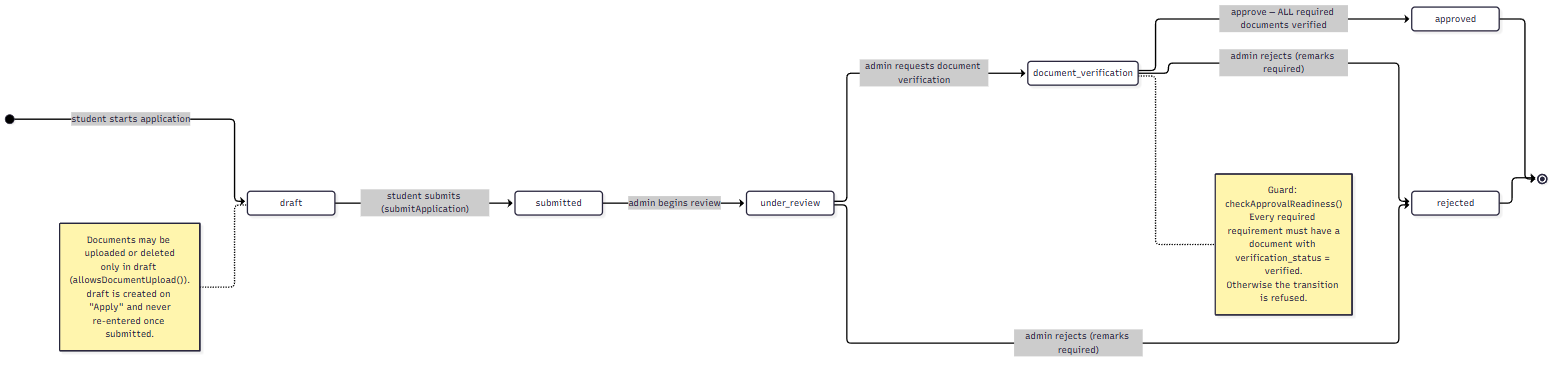 student starts application
draft
Documents may be
uploaded or deleted
only in draft
(allowsDocumentUpload()).
draft is created on
"Apply" and never
re-entered once
submitted.
student submits
(submitApplication)
submitted
admin begins review
under_review
admin requests document
verification
document_verification
approve — ALL required
documents verified
approved
admin rejects (remarks
required)
Guard:
checkApprovalReadiness()
Every required
requirement must have a
document with
verification_status =
verified.
Otherwise the transition
is refused.
rejected
admin rejects (remarks
required)